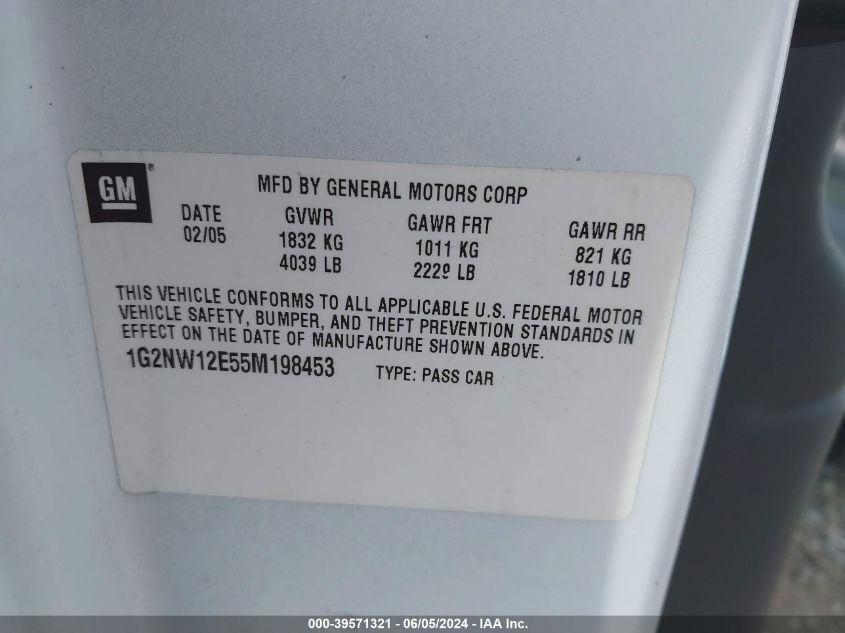 GM ®
MFD BY GENERAL MOTORS CORP
DATE GVWR GAWR FRT GAWR RR
02/05 1832 KG 1011 KG 821 KG
4039 LB 2229 LB 1810 LB
THIS VEHICLE CONFORMS TO ALL APPLICABLE U.S. FEDERAL MOTOR
VEHICLE SAFETY, BUMPER, AND THEFT PREVENTION STANDARDS IN
EFFECT ON THE DATE OF MANUFACTURE SHOWN ABOVE.
1G2NW12E55M198453 TYPE: PASS CAR
000-39571321 - 06/05/2024 - IAA Inc.